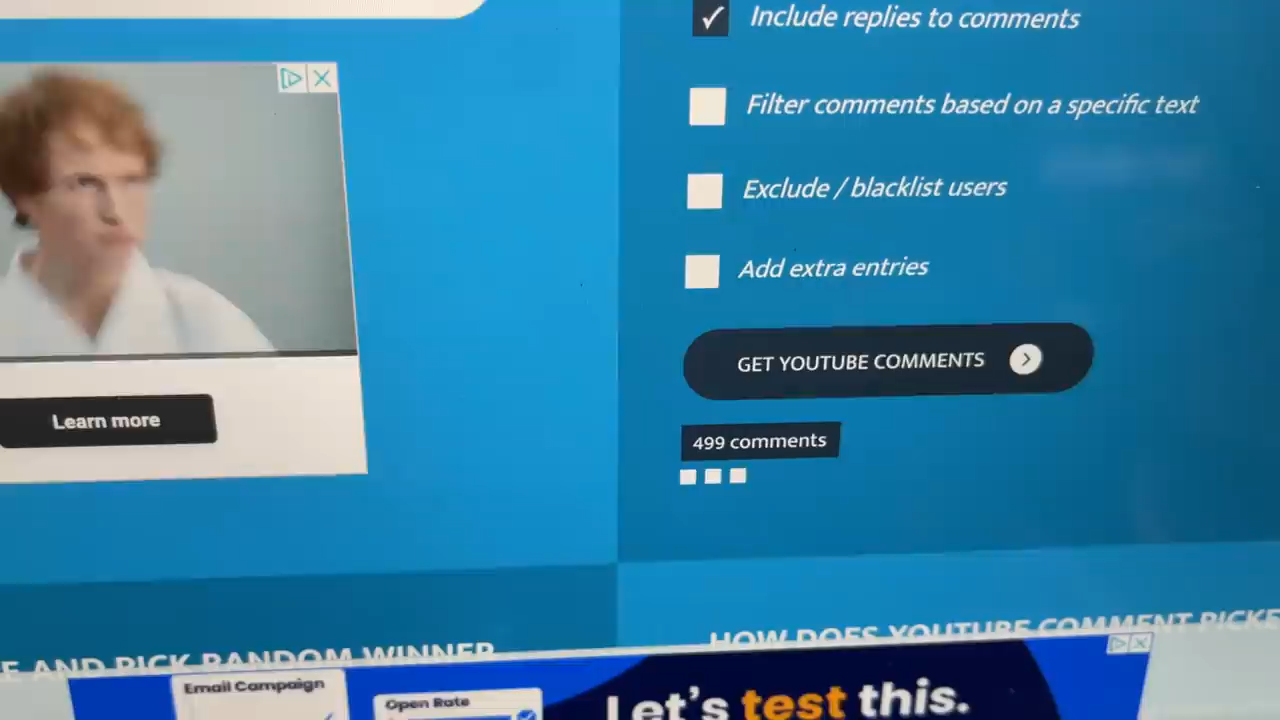 Include replies to comments
Filter comments based on a specific text
Exclude / blacklist users
Add extra entries
GET YOUTUBE COMMENTS
Learn more
499 comments
E AND PICK RANDOM WINNER
HOW DOES YOUTUBE COMMENT PICKE
Email Campaign
Open Rate
Let's test this.